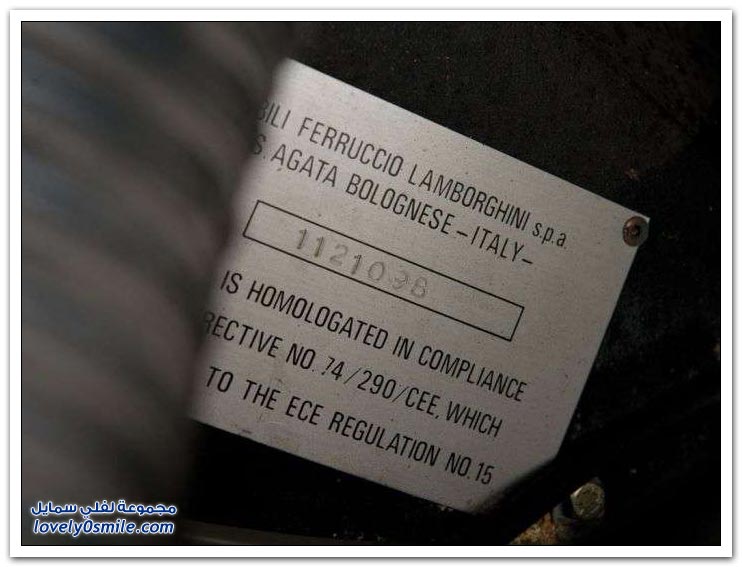 BILI FERRUCCIO LAMBORGHINI s.p.a.
S. AGATA BOLOGNESE - ITALY -
1121098
IS HOMOLOGATED IN COMPLIANCE
RECTIVE NO. 74/290/CEE, WHICH
TO THE ECE REGULATION NO. 15
مجموعة لفلي سمايل
lovely0smile.com